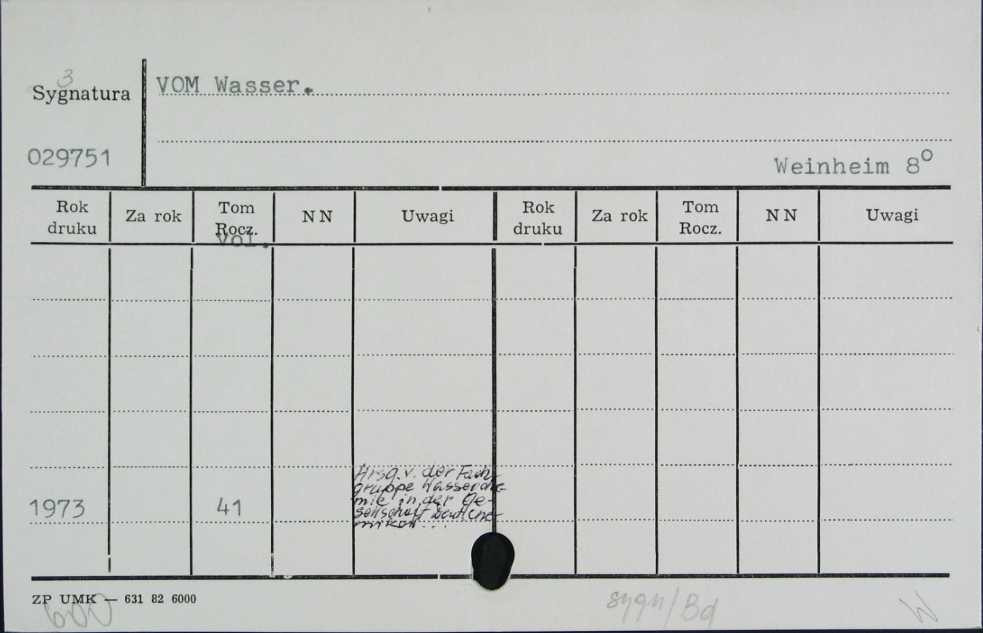 3
Sygnatura
VOM Wasser.
029751
Weinheim 8°
Rok druku Za rok Tom Rocz. NN Uwagi Rok druku Za rok Tom Rocz. NN Uwagi
Vol.
1973 41
Hrsg. v. der Fach-
gruppe Wasserche
mie in der Ge-
sellschaft
ZP UMK — 631 82 6000
sygn/Bd